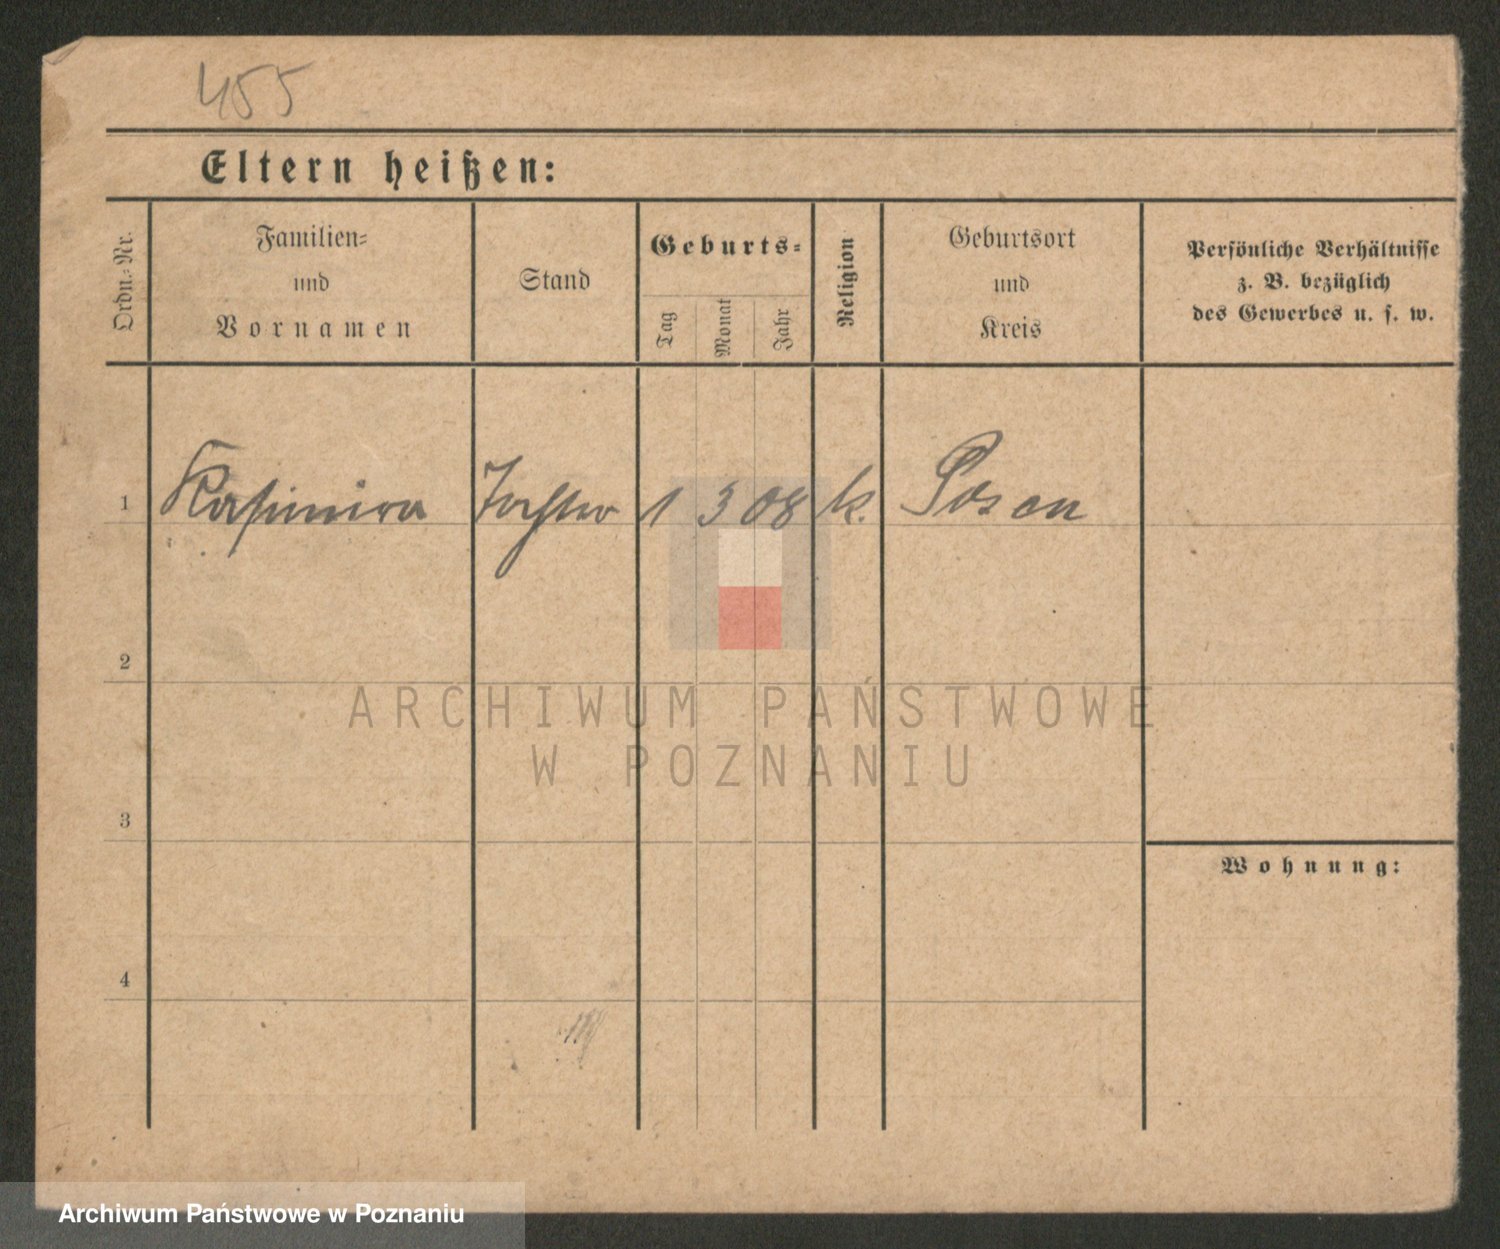 455
Eltern heißen:
Ordn.-Nr.
Familien-
und
Vornamen
Stand
Geburts-
Tag
Monat
Jahr
Religion
Geburtsort
und
Kreis
Persönliche Verhältnisse
z. B. bezüglich
des Gewerbes u. s. w.
1 Kasimira Tochter 1 3 08 k. Posen
2
ARCHIWUM PAŃSTWOWE
W POZNANIU
3
Wohnung:
4
Archiwum Państwowe w Poznaniu